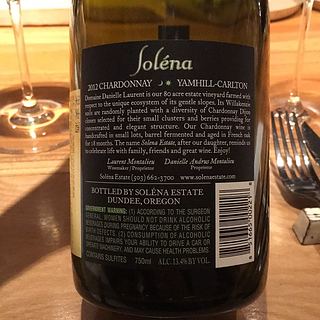 Soléna
2012 CHARDONNAY YAMHILL-CARLTON
Domaine Danielle Laurent is our 80 acre estate vineyard farmed with
respect to the unique ecosystem of its gentle slopes. Its Willakenzie
soils are randomly planted with a diversity of Chardonnay Dijon
clones selected for their small clusters and berries providing for
concentrated and elegant structure. Our Chardonnay wine is
handcrafted in small lots, barrel fermented and aged in French oak
for 18 months. The name Soléna Estate, after our daughter, reminds us
to celebrate life with family, friends and great wine. Enjoy!
Laurent Montalieu Danielle Andrus Montalieu
Winemaker / Proprietor Proprietor
Soléna Estate (503) 662-3700 www.solenaestate.com
BOTTLED BY SOLÉNA ESTATE
DUNDEE, OREGON
GOVERNMENT WARNING: (1) ACCORDING TO THE SURGEON
GENERAL, WOMEN SHOULD NOT DRINK ALCOHOLIC
BEVERAGES DURING PREGNANCY BECAUSE OF THE RISK
OF BIRTH DEFECTS. (2) CONSUMPTION OF ALCOHOLIC
BEVERAGES IMPAIRS YOUR ABILITY TO DRIVE A CAR OR
OPERATE MACHINERY, AND MAY CAUSE HEALTH PROBLEMS.
CONTAINS SULFITES 750ml ALC. 13.4% BY VOL.